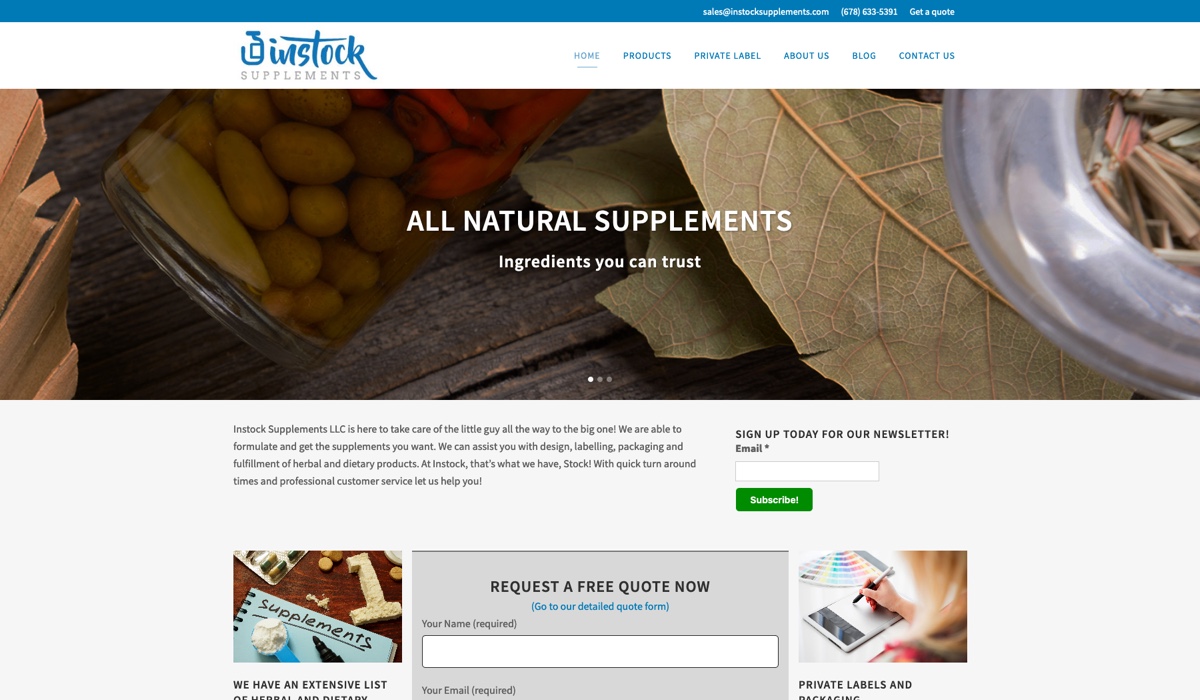 sales@instocksupplements.com (678) 633-5391 Get a quote
instock
SUPPLEMENTS
HOME PRODUCTS PRIVATE LABEL ABOUT US BLOG CONTACT US
ALL NATURAL SUPPLEMENTS
Ingredients you can trust
Instock Supplements LLC is here to take care of the little guy all the way to the big one! We are able to
formulate and get the supplements you want. We can assist you with design, labelling, packaging and
fulfillment of herbal and dietary products. At Instock, that's what we have, Stock! With quick turn around
times and professional customer service let us help you!
SIGN UP TODAY FOR OUR NEWSLETTER!
Email *
Subscribe!
Supplements
WE HAVE AN EXTENSIVE LIST
OF HERBAL AND DIETARY
REQUEST A FREE QUOTE NOW
(Go to our detailed quote form)
Your Name (required)
Your Email (required)
PRIVATE LABELS AND
PACKAGING